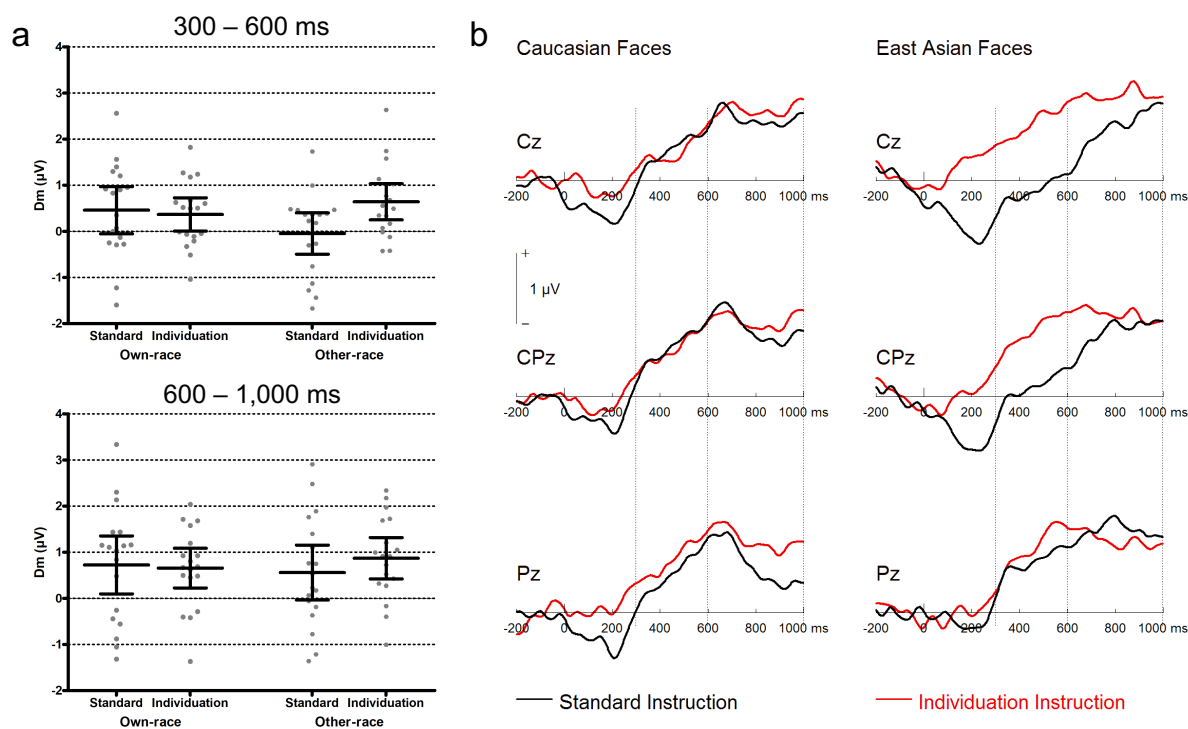 a
300 – 600 ms
4
3
2
1
0
-1
-2
Dm (µV)
Standard Individuation Standard Individuation
Own-race Other-race
600 – 1,000 ms
4
3
2
1
0
-1
-2
Dm (µV)
Standard Individuation Standard Individuation
Own-race Other-race
b
Caucasian Faces East Asian Faces
Cz
-200 0 200 400 600 800 1000 ms
Cz
-200 0 200 400 600 800 1000 ms
+
1 µV
–
CPz
-200 0 200 400 600 800 1000 ms
CPz
-200 0 200 400 600 800 1000 ms
Pz
-200 0 200 400 600 800 1000 ms
Pz
-200 0 200 400 600 800 1000 ms
Standard Instruction Individuation Instruction